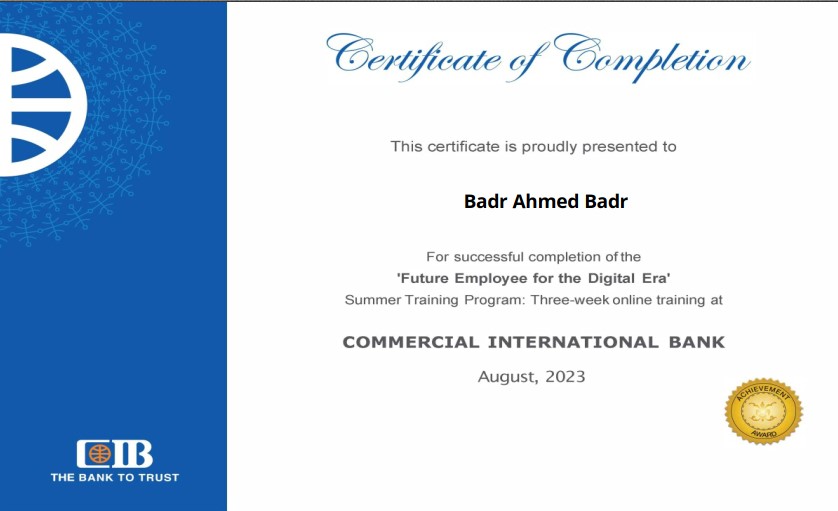 Certificate of Completion
This certificate is proudly presented to
Badr Ahmed Badr
For successful completion of the
'Future Employee for the Digital Era'
Summer Training Program: Three-week online training at
COMMERCIAL INTERNATIONAL BANK
August, 2023
ACHIEVEMENT
AWARD
CIB
THE BANK TO TRUST